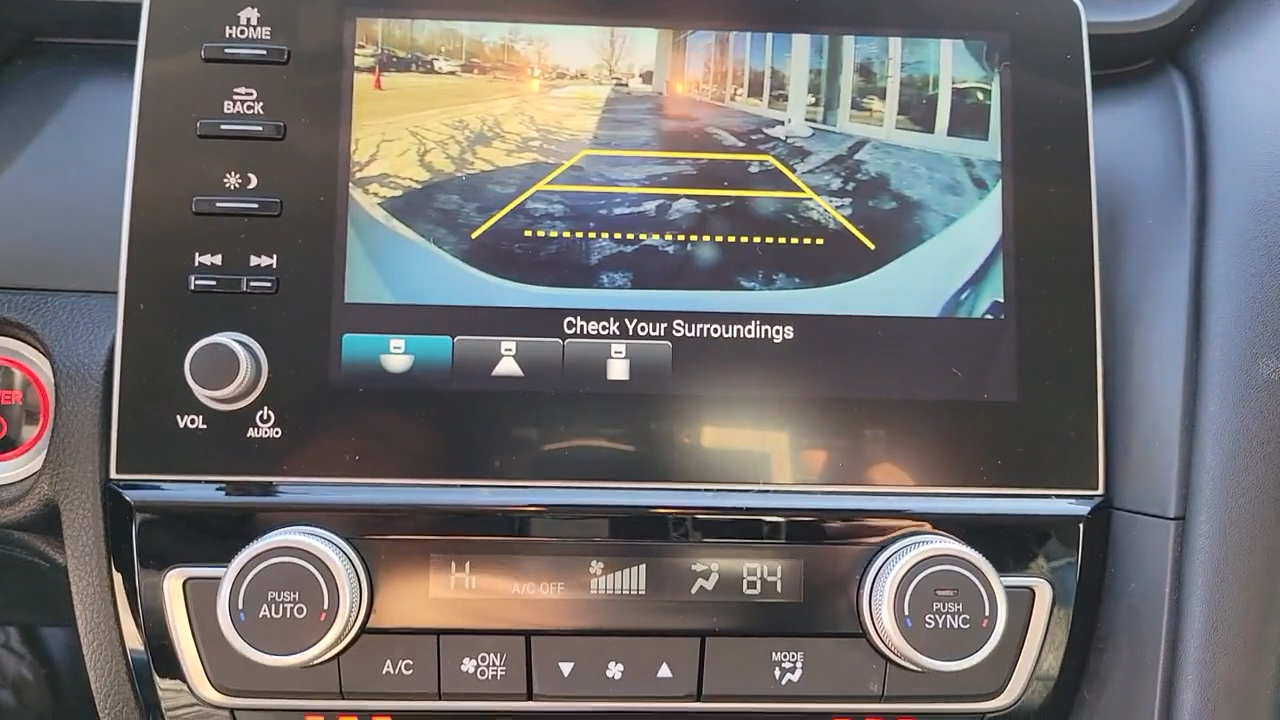 HOME
BACK
VOL
AUDIO
Check Your Surroundings
PUSH
AUTO
Hi
A/C OFF
84
PUSH
SYNC
A/C
ON/
OFF
MODE